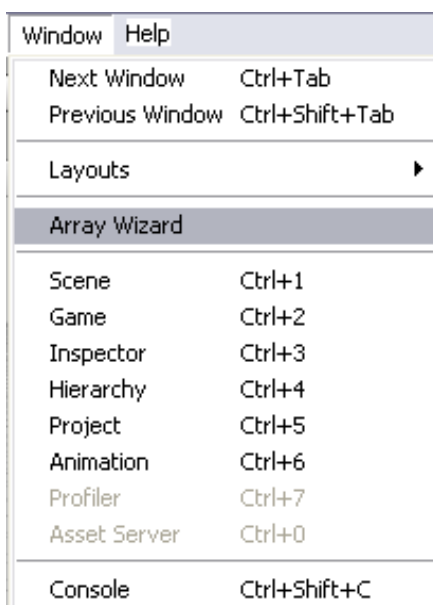 Window Help
Next Window Ctrl+Tab
Previous Window Ctrl+Shift+Tab
Layouts
Array Wizard
Scene Ctrl+1
Game Ctrl+2
Inspector Ctrl+3
Hierarchy Ctrl+4
Project Ctrl+5
Animation Ctrl+6
Profiler Ctrl+7
Asset Server Ctrl+0
Console Ctrl+Shift+C